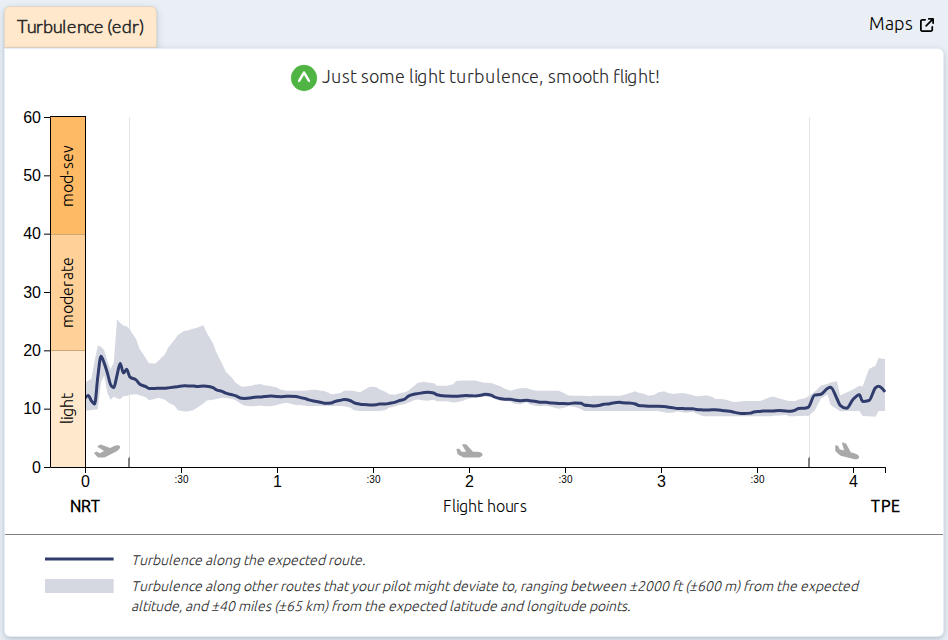 Turbulence (edr)
Maps
Just some light turbulence, smooth flight!
60
50
40
30
20
10
0
mod-sev
moderate
light
0 :30 1 :30 2 :30 3 :30 4
NRT Flight hours TPE
Turbulence along the expected route.
Turbulence along other routes that your pilot might deviate to, ranging between ±2000 ft (±600 m) from the expected
altitude, and ±40 miles (±65 km) from the expected latitude and longitude points.